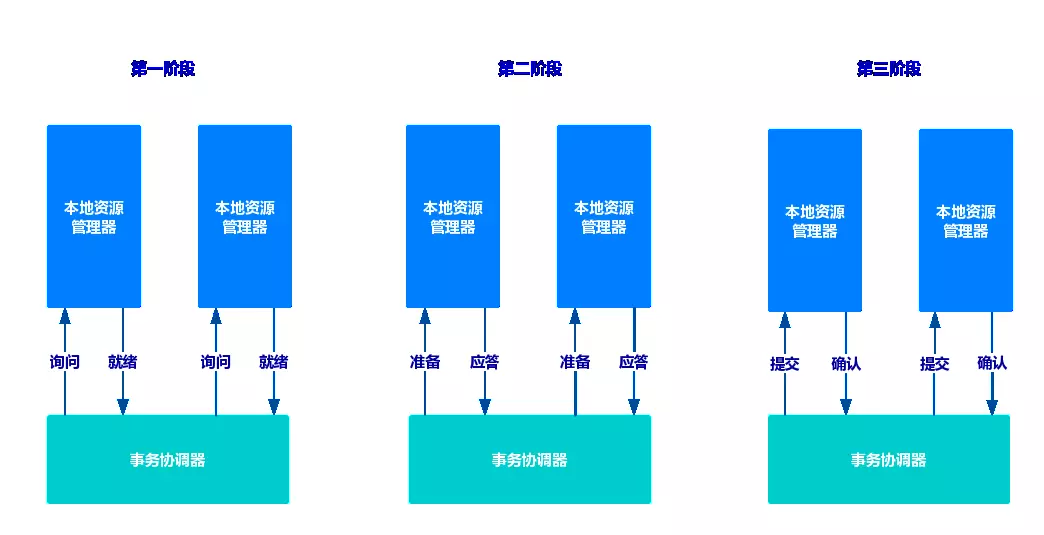 第一阶段
第二阶段
第三阶段
本地资源
管理器
本地资源
管理器
本地资源
管理器
本地资源
管理器
本地资源
管理器
本地资源
管理器
询问
就绪
询问
就绪
准备
应答
准备
应答
提交
确认
提交
确认
事务协调器
事务协调器
事务协调器